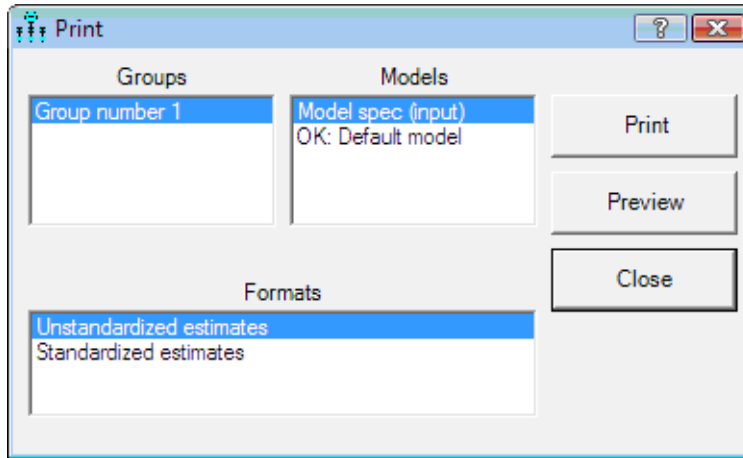 Print
Groups
Group number 1
Models
Model spec (input)
OK: Default model
Print
Preview
Close
Formats
Unstandardized estimates
Standardized estimates